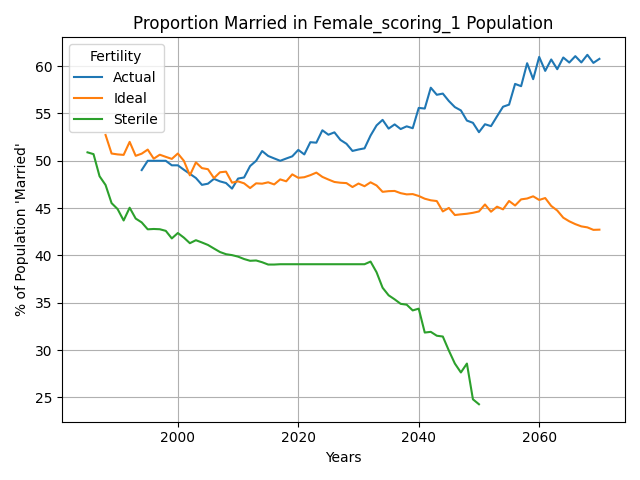 Proportion Married in Female_scoring_1 Population
% of Population 'Married'
60
55
50
45
40
35
30
25
Fertility
Actual
Ideal
Sterile
2000 2020 2040 2060
Years